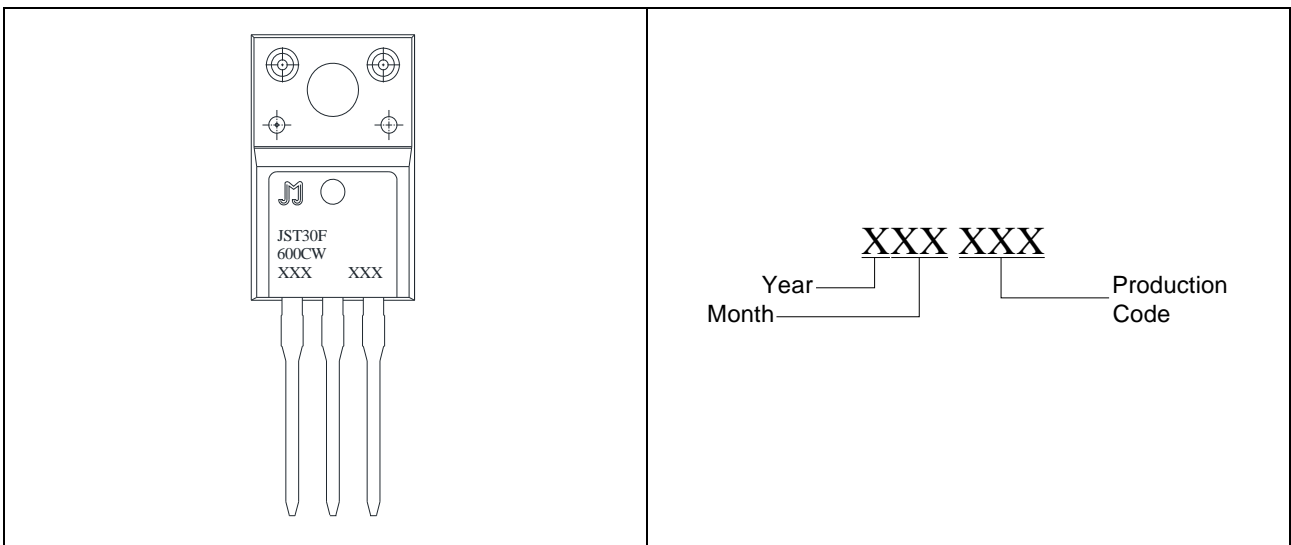 JST30F
600CW
XXX XXX
XXX XXX
Year
Month
Production
Code